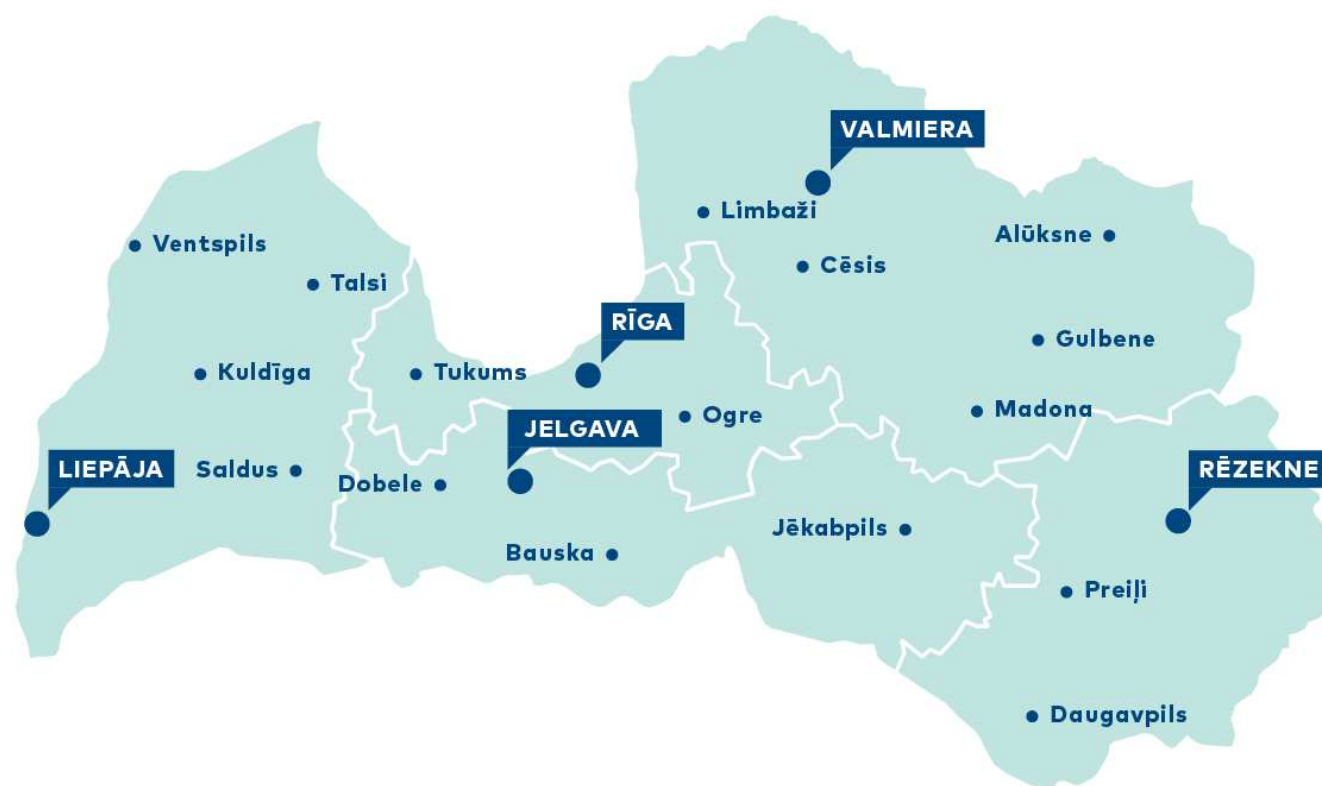 VALMIERA
Limbaži
Alūksne
Ventspils
Cēsis
Talsi
RĪGA
Gulbene
Kuldīga
Tukums
Madona
Ogre
JELGAVA
LIEPĀJA
Saldus
Dobele
RĒZEKNE
Jēkabpils
Bauska
Preiļi
Daugavpils